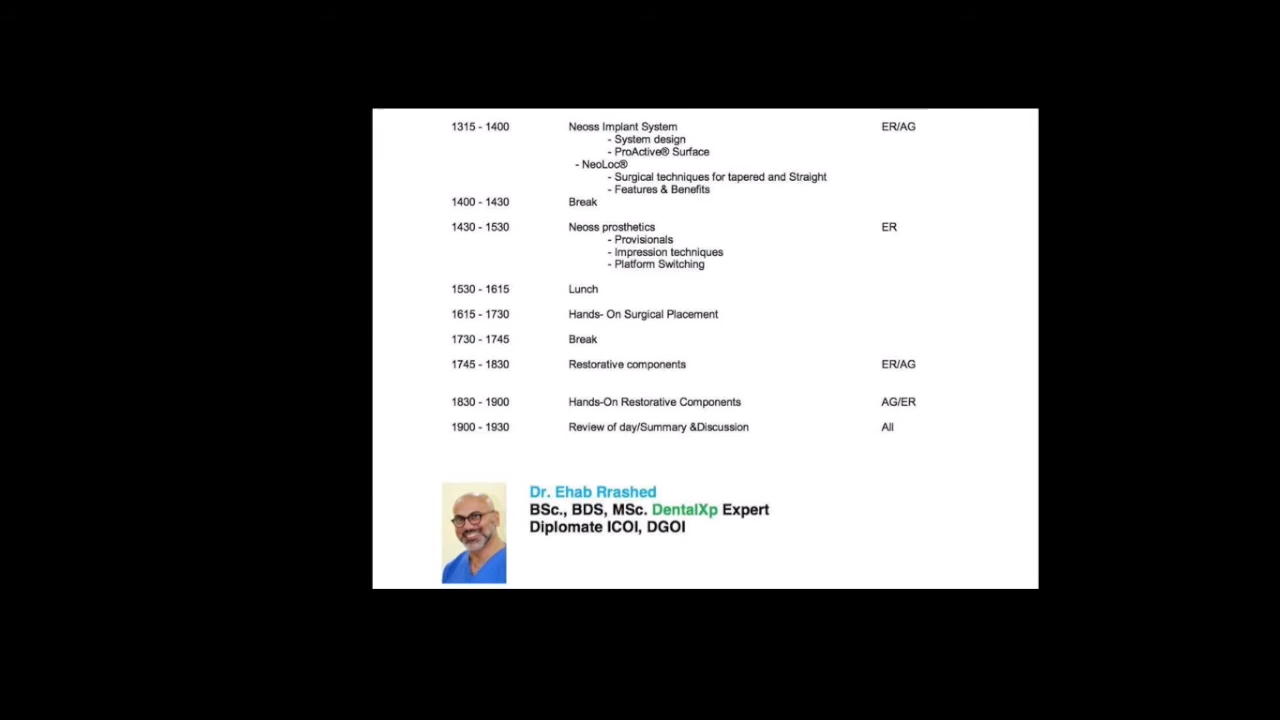 1315 - 1400 Neoss Implant System ER/AG
- System design
- ProActive® Surface
- NeoLoc®
- Surgical techniques for tapered and Straight
- Features & Benefits
1400 - 1430 Break
1430 - 1530 Neoss prosthetics ER
- Provisionals
- Impression techniques
- Platform Switching
1530 - 1615 Lunch
1615 - 1730 Hands- On Surgical Placement
1730 - 1745 Break
1745 - 1830 Restorative components ER/AG
1830 - 1900 Hands-On Restorative Components AG/ER
1900 - 1930 Review of day/Summary &Discussion All
Dr. Ehab Rrashed
BSc., BDS, MSc. DentalXp Expert
Diplomate ICOI, DGOI